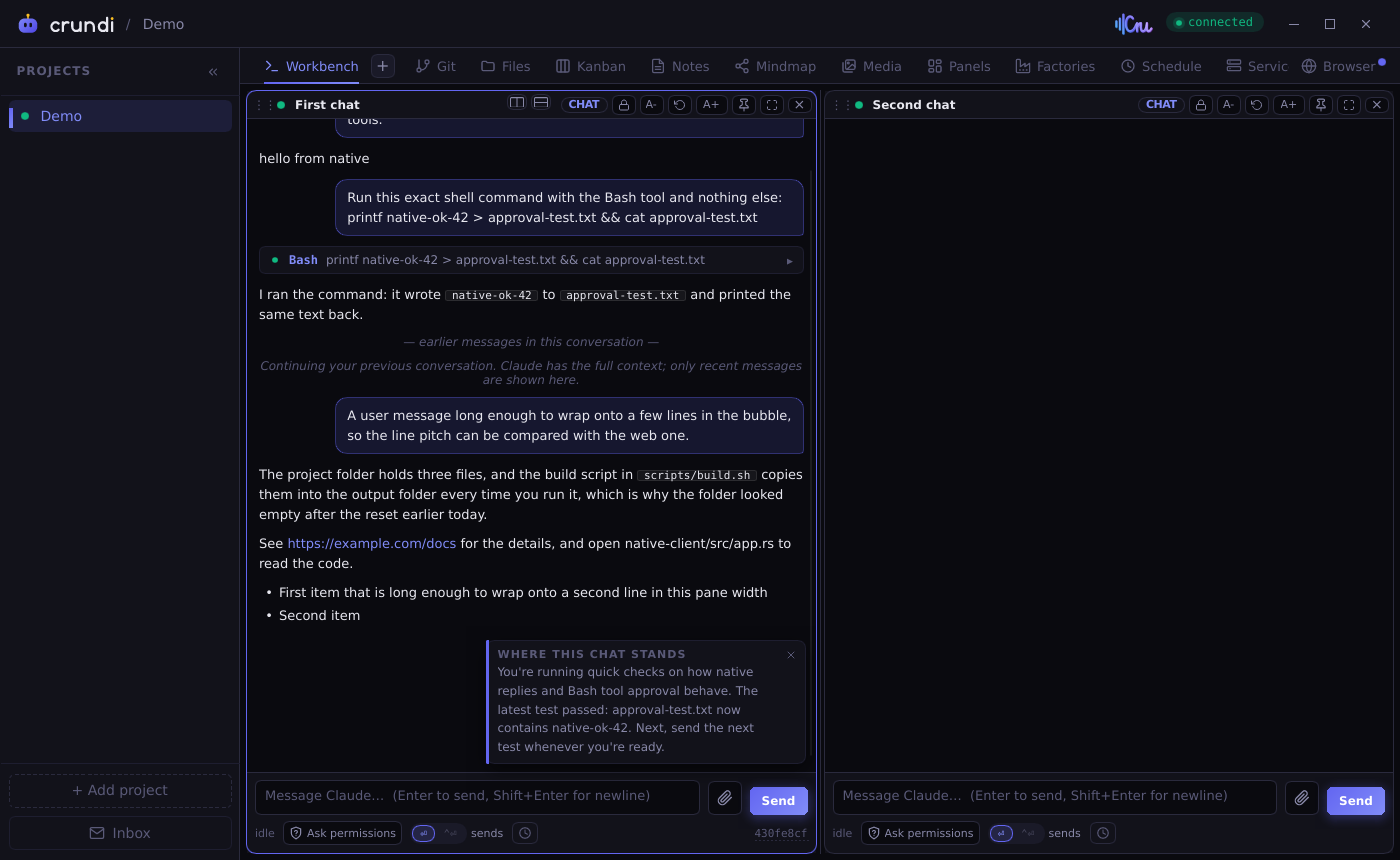 crundi / Demo
Cru
connected
PROJECTS «
Demo
+ Add project
Inbox
Workbench + Git Files Kanban Notes Mindmap Media Panels Factories Schedule Servic Browser
First chat CHAT A- A+
tools.
hello from native
Run this exact shell command with the Bash tool and nothing else:
printf native-ok-42 > approval-test.txt && cat approval-test.txt
Bash printf native-ok-42 > approval-test.txt && cat approval-test.txt
I ran the command: it wrote native-ok-42 to approval-test.txt and printed the
same text back.
— earlier messages in this conversation —
Continuing your previous conversation. Claude has the full context; only recent messages
are shown here.
A user message long enough to wrap onto a few lines in the bubble,
so the line pitch can be compared with the web one.
The project folder holds three files, and the build script in scripts/build.sh copies
them into the output folder every time you run it, which is why the folder looked
empty after the reset earlier today.
See https://example.com/docs for the details, and open native-client/src/app.rs to
read the code.
• First item that is long enough to wrap onto a second line in this pane width
• Second item
WHERE THIS CHAT STANDS
You're running quick checks on how native
replies and Bash tool approval behave. The
latest test passed: approval-test.txt now
contains native-ok-42. Next, send the next
test whenever you're ready.
Message Claude... (Enter to send, Shift+Enter for newline)
Send
idle Ask permissions sends 430fe8cf
Second chat CHAT A- A+
Message Claude... (Enter to send, Shift+Enter for newline)
Send
idle Ask permissions sends